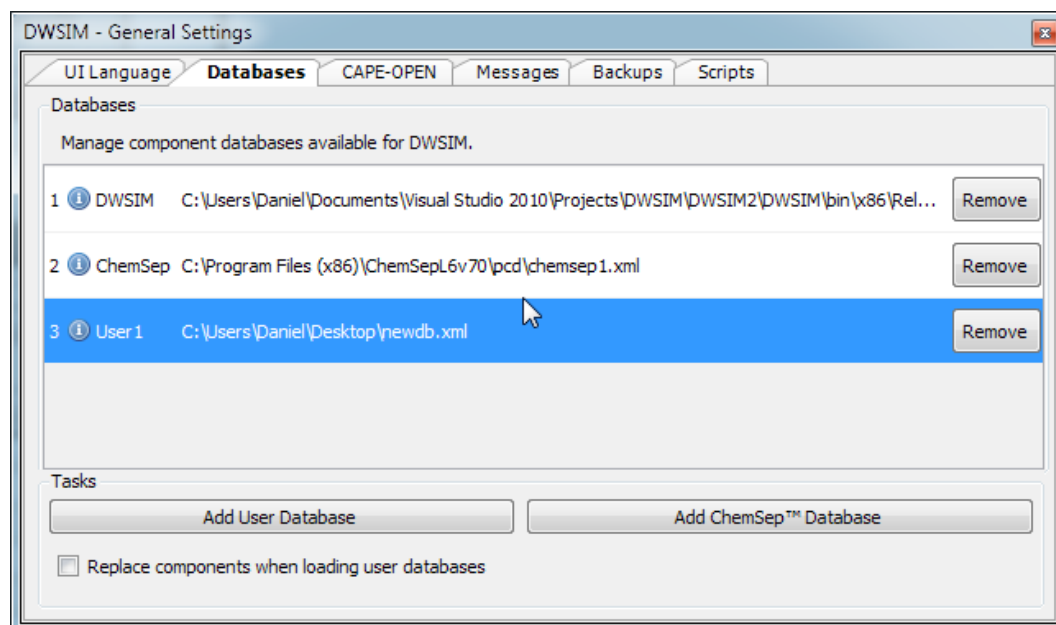 DWSIM - General Settings
UI Language Databases CAPE-OPEN Messages Backups Scripts
Databases
Manage component databases available for DWSIM.
1 DWSIM C:\Users\Daniel\Documents\Visual Studio 2010\Projects\DWSIM\DWSIM2\DWSIM\bin\x86\Rel... Remove
2 ChemSep C:\Program Files (x86)\ChemSepL6v70\pcd\chemsep1.xml Remove
3 User1 C:\Users\Daniel\Desktop\newdb.xml Remove
Tasks
Add User Database Add ChemSep™ Database
Replace components when loading user databases